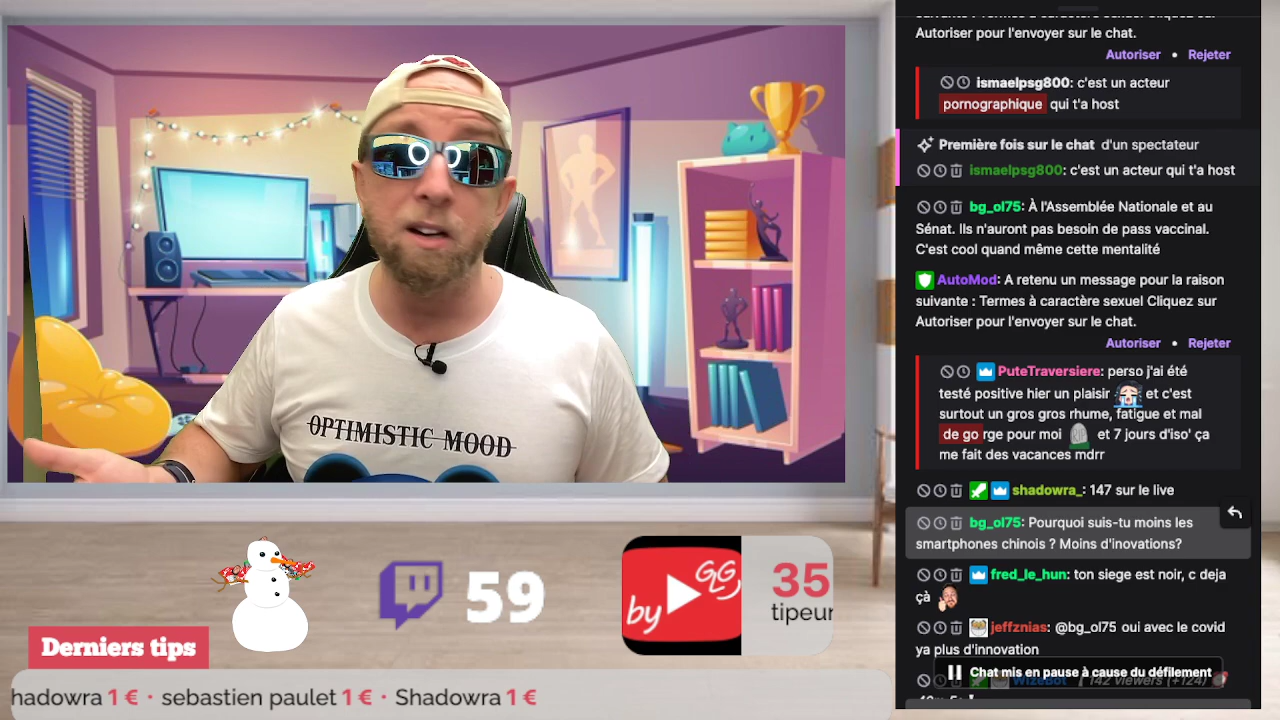 OPTIMISTIC MOOD
59
by GG
35
tipeur
Derniers tips
hadowra 1 € · sebastien paulet 1 € · Shadowra 1 €
Autoriser pour l'envoyer sur le chat.
Autoriser • Rejeter
ismaelpsg800: c'est un acteur
pornographique qui t'a host
Première fois sur le chat d'un spectateur
ismaelpsg800: c'est un acteur qui t'a host
bg_ol75: À l'Assemblée Nationale et au
Sénat. Ils n'auront pas besoin de pass vaccinal.
C'est cool quand même cette mentalité
AutoMod: A retenu un message pour la raison
suivante : Termes à caractère sexuel Cliquez sur
Autoriser pour l'envoyer sur le chat.
Autoriser • Rejeter
PuteTraversiere: perso j'ai été
testé positive hier un plaisir et c'est
surtout un gros gros rhume, fatigue et mal
de gorge pour moi et 7 jours d'iso' ça
me fait des vacances mdrr
shadowra_: 147 sur le live
bg_ol75: Pourquoi suis-tu moins les
smartphones chinois ? Moins d'inovations?
fred_le_hun: ton siege est noir, c deja
çà
jeffznias: @bg_ol75 oui avec le covid
ya plus d'innovation
Chat mis en pause à cause du défilement